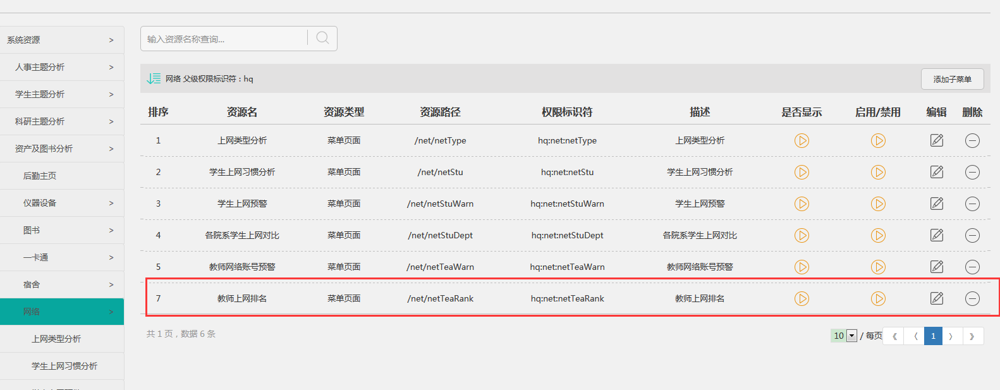 系统资源 >
人事主题分析 >
学生主题分析 >
科研主题分析 >
资产及图书分析 >
后勤主页
仪器设备 >
图书 >
一卡通 >
宿舍 >
网络 >
上网类型分析
学生上网习惯分析
输入资源名称查询...
网络 父级权限标识符：hq
添加子菜单
排序 资源名 资源类型 资源路径 权限标识符 描述 是否显示 启用/禁用 编辑 删除
1 上网类型分析 菜单页面 /net/netType hq:net:netType 上网类型分析
2 学生上网习惯分析 菜单页面 /net/netStu hq:net:netStu 学生上网习惯分析
3 学生上网预警 菜单页面 /net/netStuWarn hq:net:netStuWarn 学生上网预警
4 各院系学生上网对比 菜单页面 /net/netStuDept hq:net:netStuDept 各院系学生上网对比
5 教师网络账号预警 菜单页面 /net/netTeaWarn hq:net:netTeaWarn 教师网络账号预警
7 教师上网排名 菜单页面 /net/netTeaRank hq:net:netTeaRank 教师上网排名
共 1 页，数据 6 条
10 / 每页 《 〈 1 〉 》